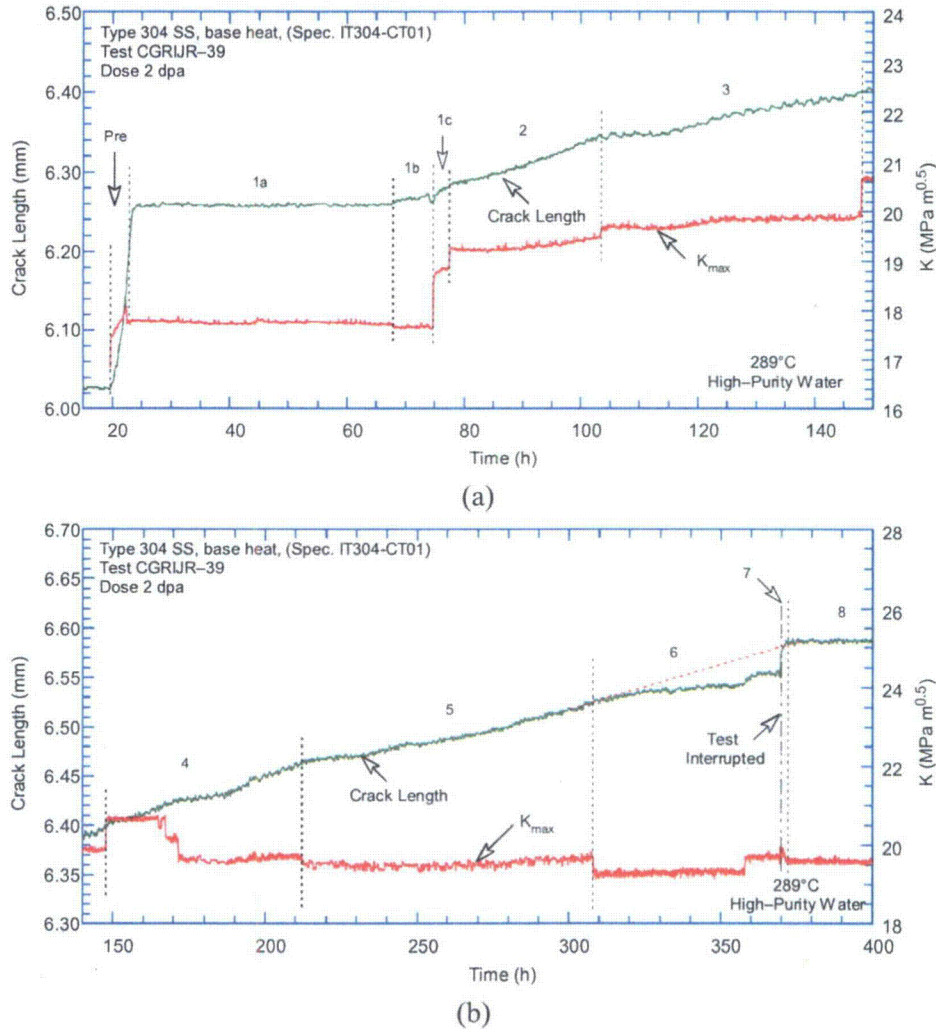 Type 304 SS, base heat, (Spec. IT304-CT01)
Test CGRIJR–39
Dose 2 dpa
Pre
1a
1b
1c
2
3
Crack Length
Kmax
289°C
High–Purity Water
Crack Length (mm)
6.50
6.40
6.30
6.20
6.10
6.00
K (MPa m0.5)
24
23
22
21
20
19
18
17
16
20 40 60 80 100 120 140
Time (h)
(a)
Type 304 SS, base heat, (Spec. IT304-CT01)
Test CGRIJR–39
Dose 2 dpa
4
5
6
7
8
Crack Length
Kmax
Test
Interrupted
289°C
High–Purity Water
Crack Length (mm)
6.70
6.65
6.60
6.55
6.50
6.45
6.40
6.35
6.30
K (MPa m0.5)
28
26
24
22
20
18
150 200 250 300 350 400
Time (h)
(b)